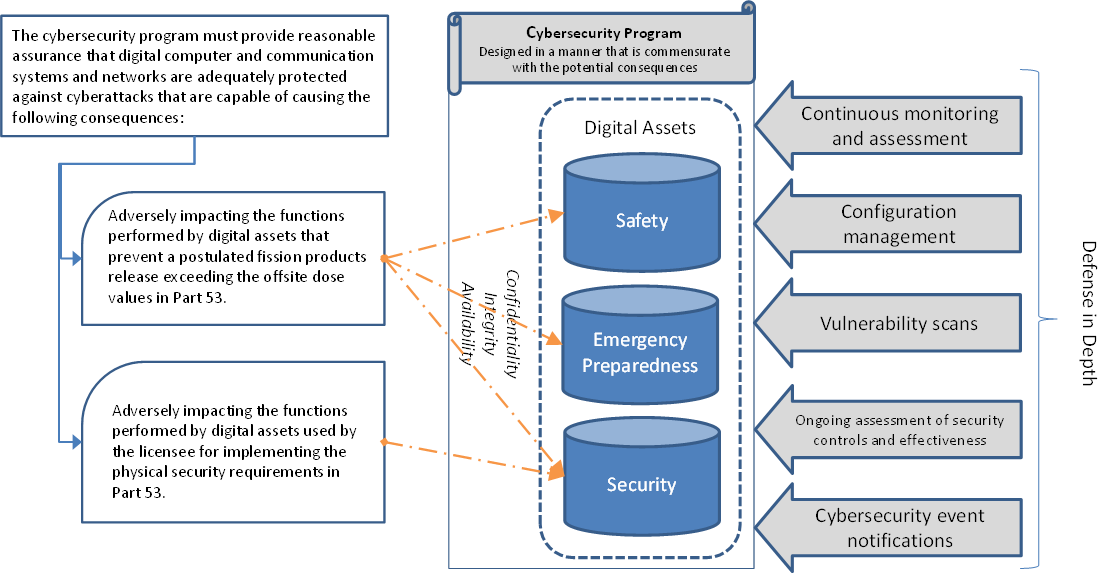 The cybersecurity program must provide reasonable
assurance that digital computer and communication
systems and networks are adequately protected
against cyberattacks that are capable of causing the
following consequences:
Adversely impacting the functions
performed by digital assets that
prevent a postulated fission products
release exceeding the offsite dose
values in Part 53.
Adversely impacting the functions
performed by digital assets used by
the licensee for implementing the
physical security requirements in
Part 53.
Confidentiality
Integrity
Availability
Cybersecurity Program
Designed in a manner that is commensurate
with the potential consequences
Digital Assets
Safety
Emergency
Preparedness
Security
Continuous monitoring
and assessment
Configuration
management
Vulnerability scans
Ongoing assessment of security
controls and effectiveness
Cybersecurity event
notifications
Defense in Depth